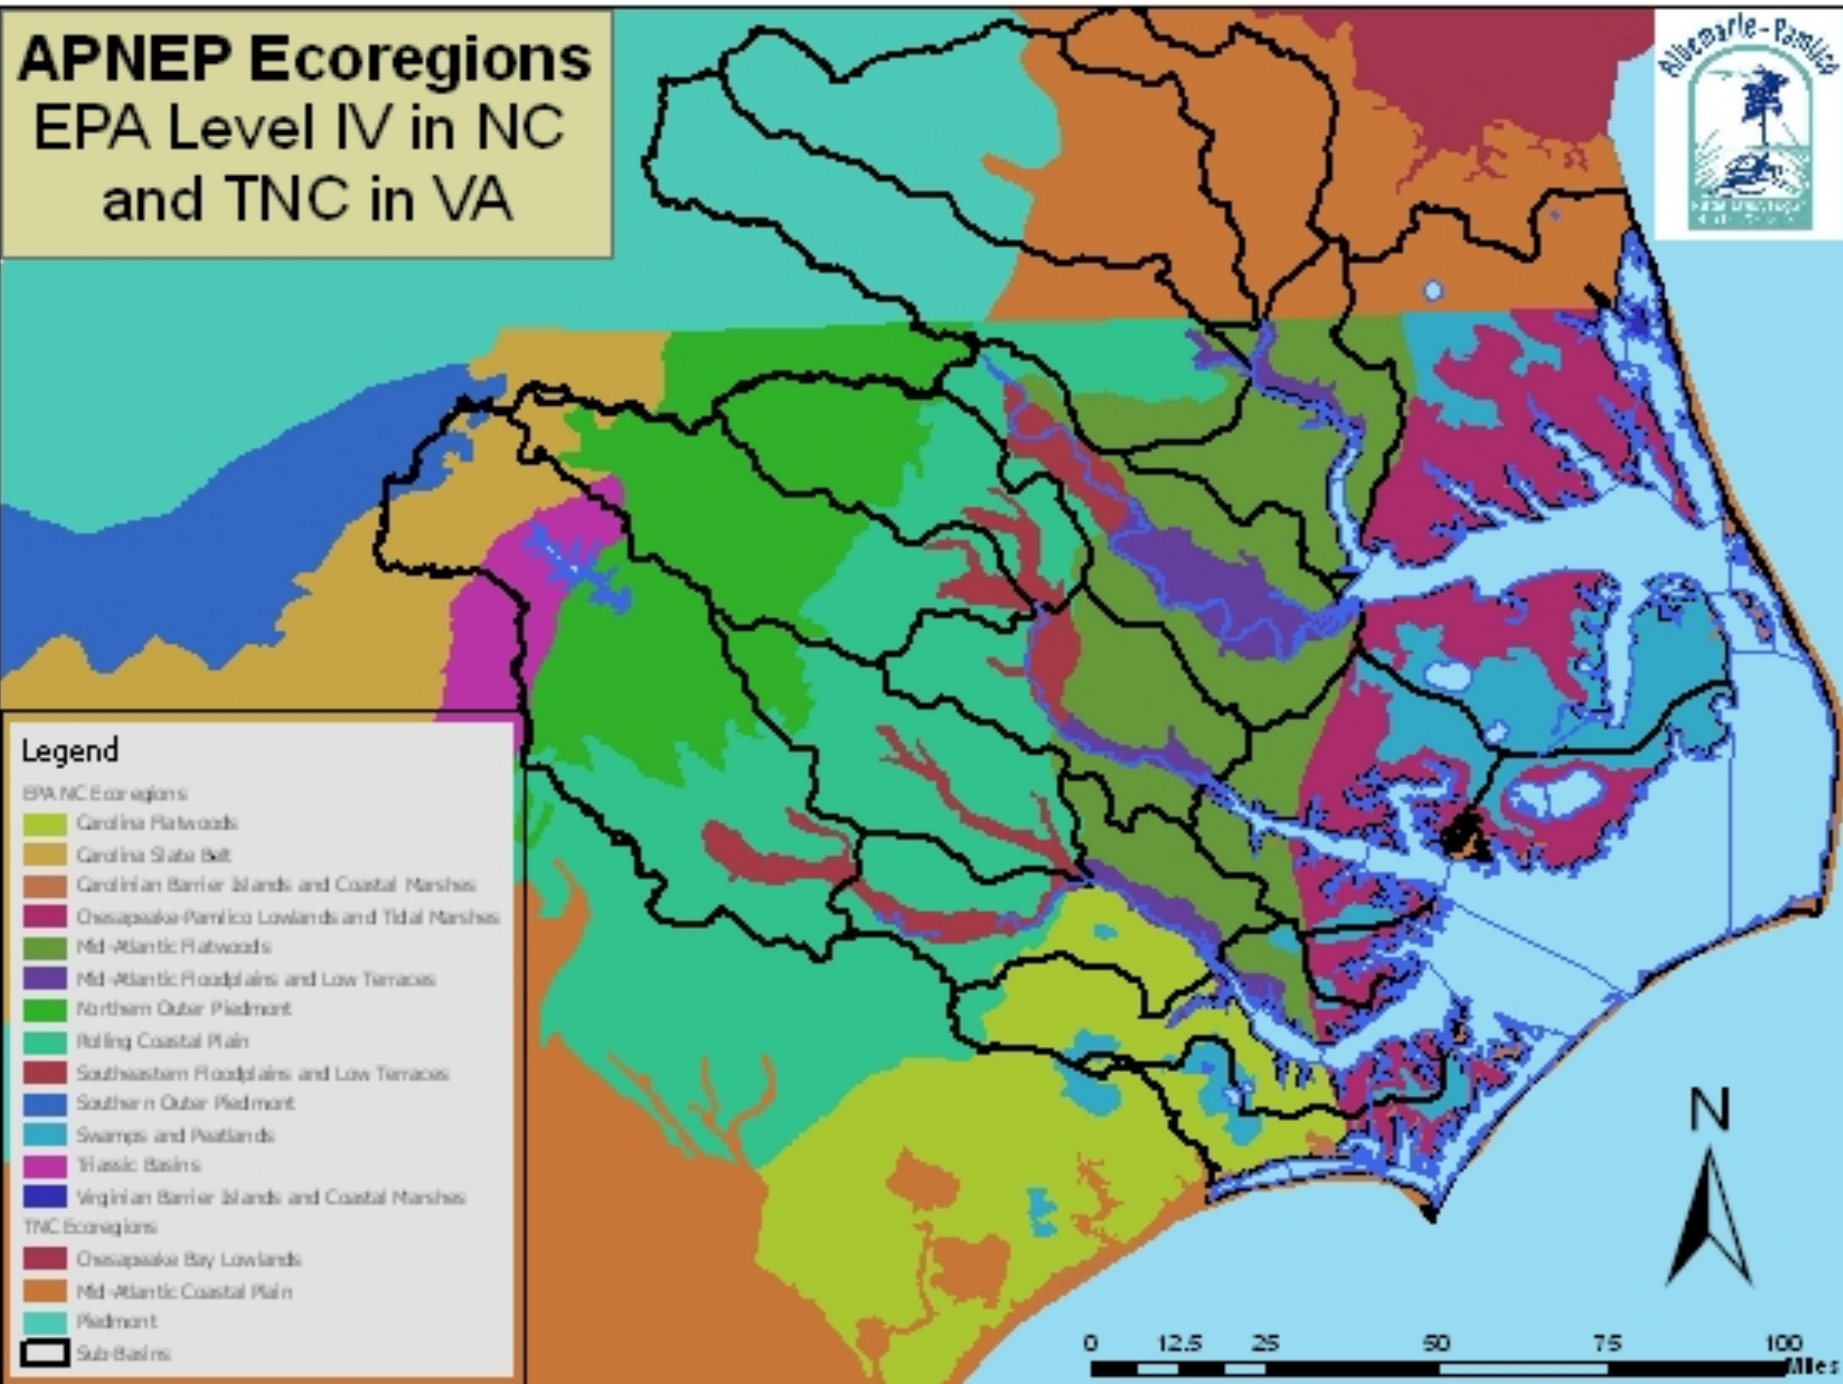 APNEP Ecoregions
EPA Level IV in NC
and TNC in VA
Albemarle-Pamlico
Legend
EPA NC Ecoregions
Carolina Flatwoods
Carolina Slate Belt
Carolinian Barrier Islands and Coastal Marshes
Chesapeake-Pamlico Lowlands and Tidal Marshes
Mid-Atlantic Flatwoods
Mid-Atlantic Floodplains and Low Terraces
Northern Outer Piedmont
Rolling Coastal Plain
Southeastern Floodplains and Low Terraces
Southern Outer Piedmont
Swamps and Peatlands
Triassic Basins
Virginian Barrier Islands and Coastal Marshes
TNC Ecoregions
Chesapeake Bay Lowlands
Mid-Atlantic Coastal Plain
Piedmont
Sub-Basins
N
0 12.5 25 50 75 100
Miles